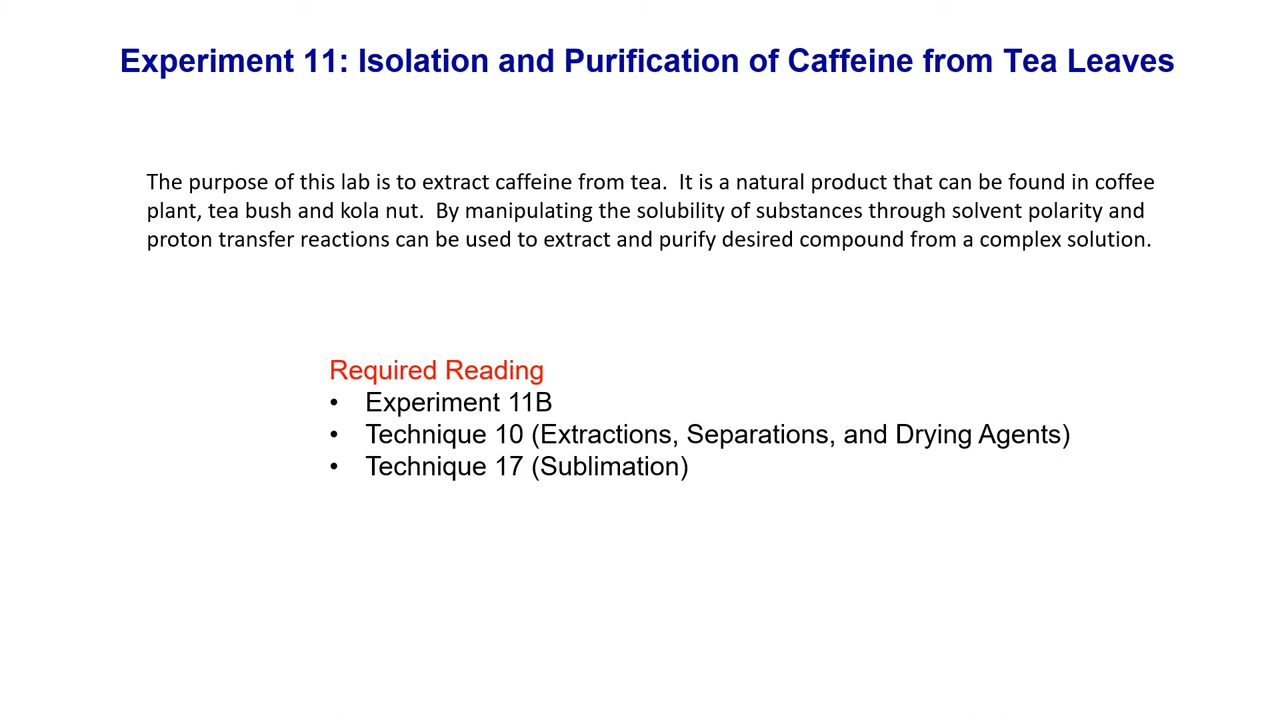 Experiment 11: Isolation and Purification of Caffeine from Tea Leaves
The purpose of this lab is to extract caffeine from tea.  It is a natural product that can be found in coffee
plant, tea bush and kola nut.  By manipulating the solubility of substances through solvent polarity and
proton transfer reactions can be used to extract and purify desired compound from a complex solution.
Required Reading
• Experiment 11B
• Technique 10 (Extractions, Separations, and Drying Agents)
• Technique 17 (Sublimation)